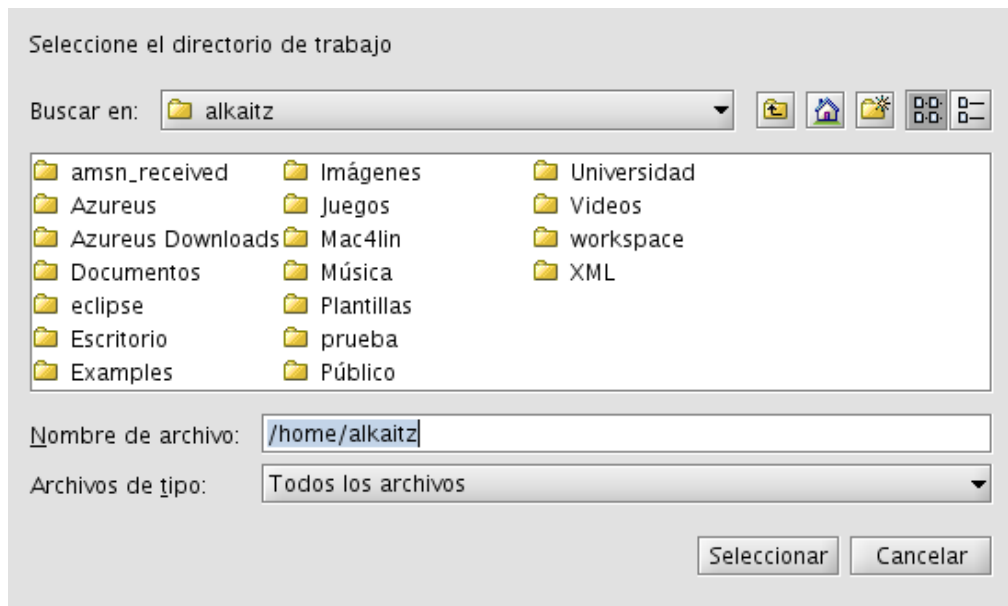 Seleccione el directorio de trabajo
Buscar en: alkaitz
amsn_received Imágenes Universidad
Azureus Juegos Videos
Azureus Downloads Mac4lin workspace
Documentos Música XML
eclipse Plantillas
Escritorio prueba
Examples Público
Nombre de archivo: /home/alkaitz
Archivos de tipo: Todos los archivos
Seleccionar Cancelar